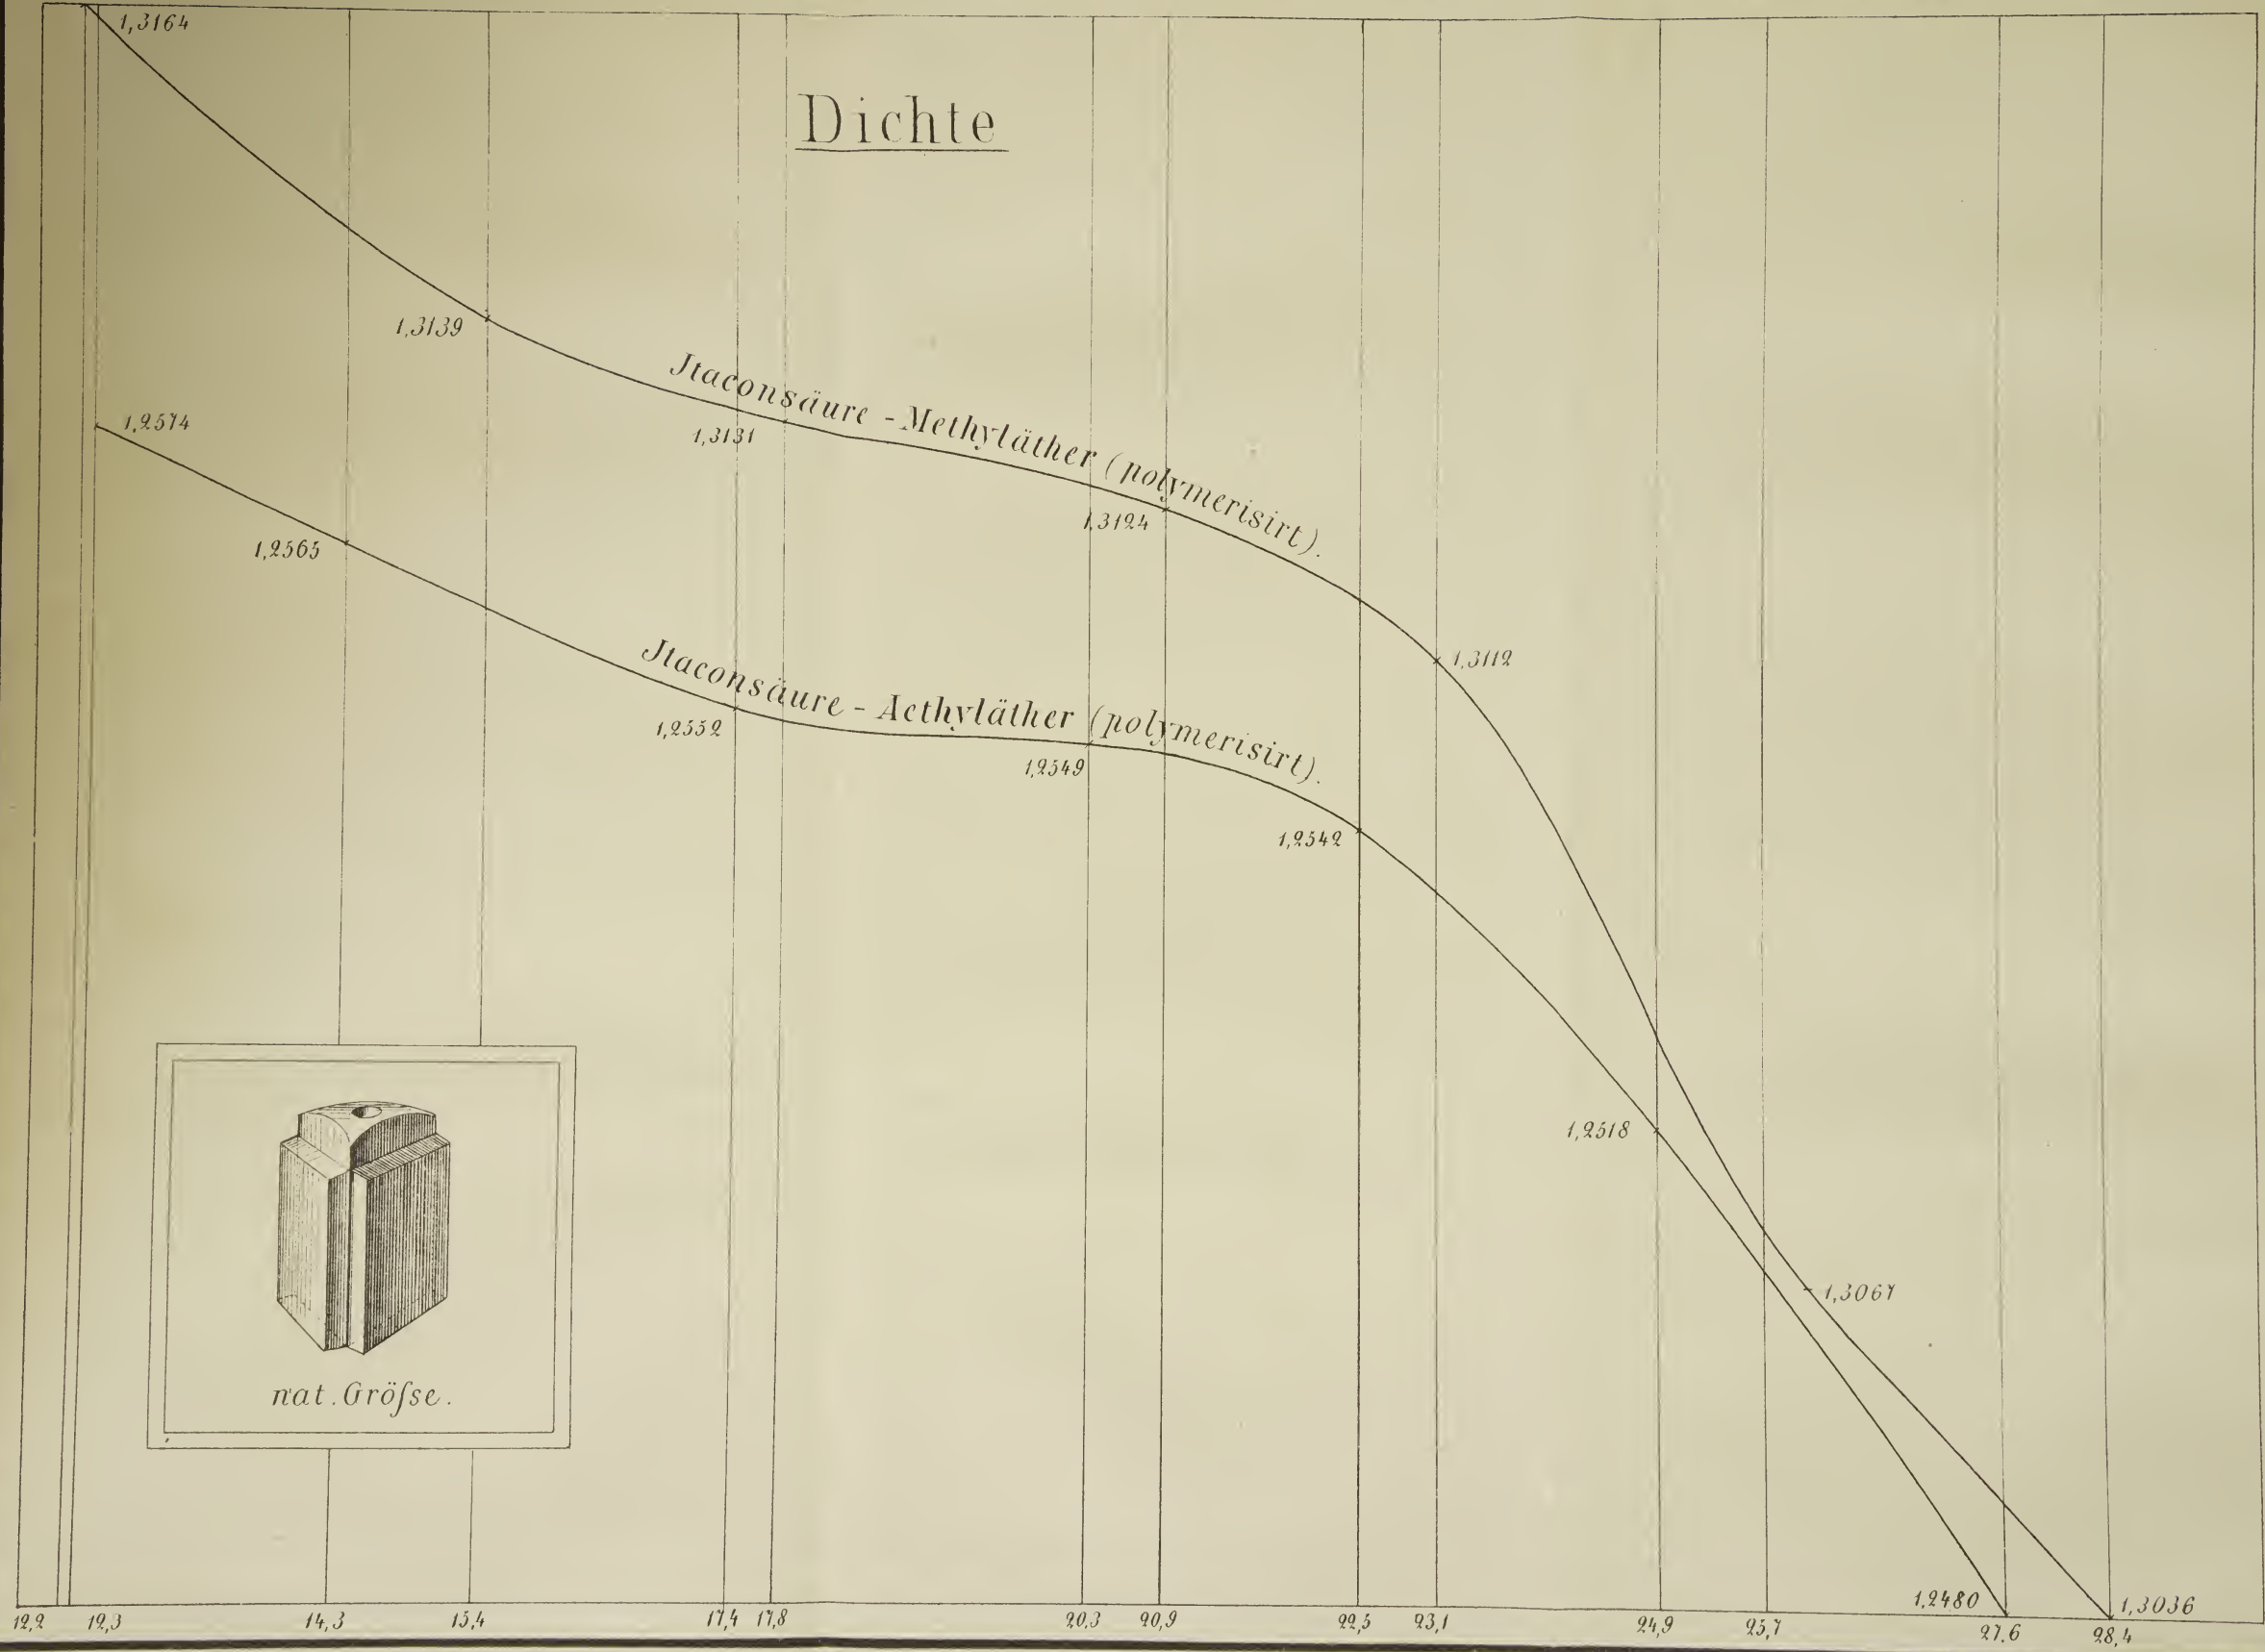 1,3164
Dichte
1,3139
Jtaconsäure - Methyläther (polymerisirt).
1,2574
1,3131
1,3124
1,2565
1,3112
Jtaconsäure - Aethyläther (polymerisirt).
1,2552
1,2549
1,2542
1,2518
1,3067
nat. Gröſse.
1,2480
1,3036
12,2 12,3 14,3 15,4 17,4 17,8 20,3 20,9 22,5 23,1 24,9 25,7 27.6 28,4